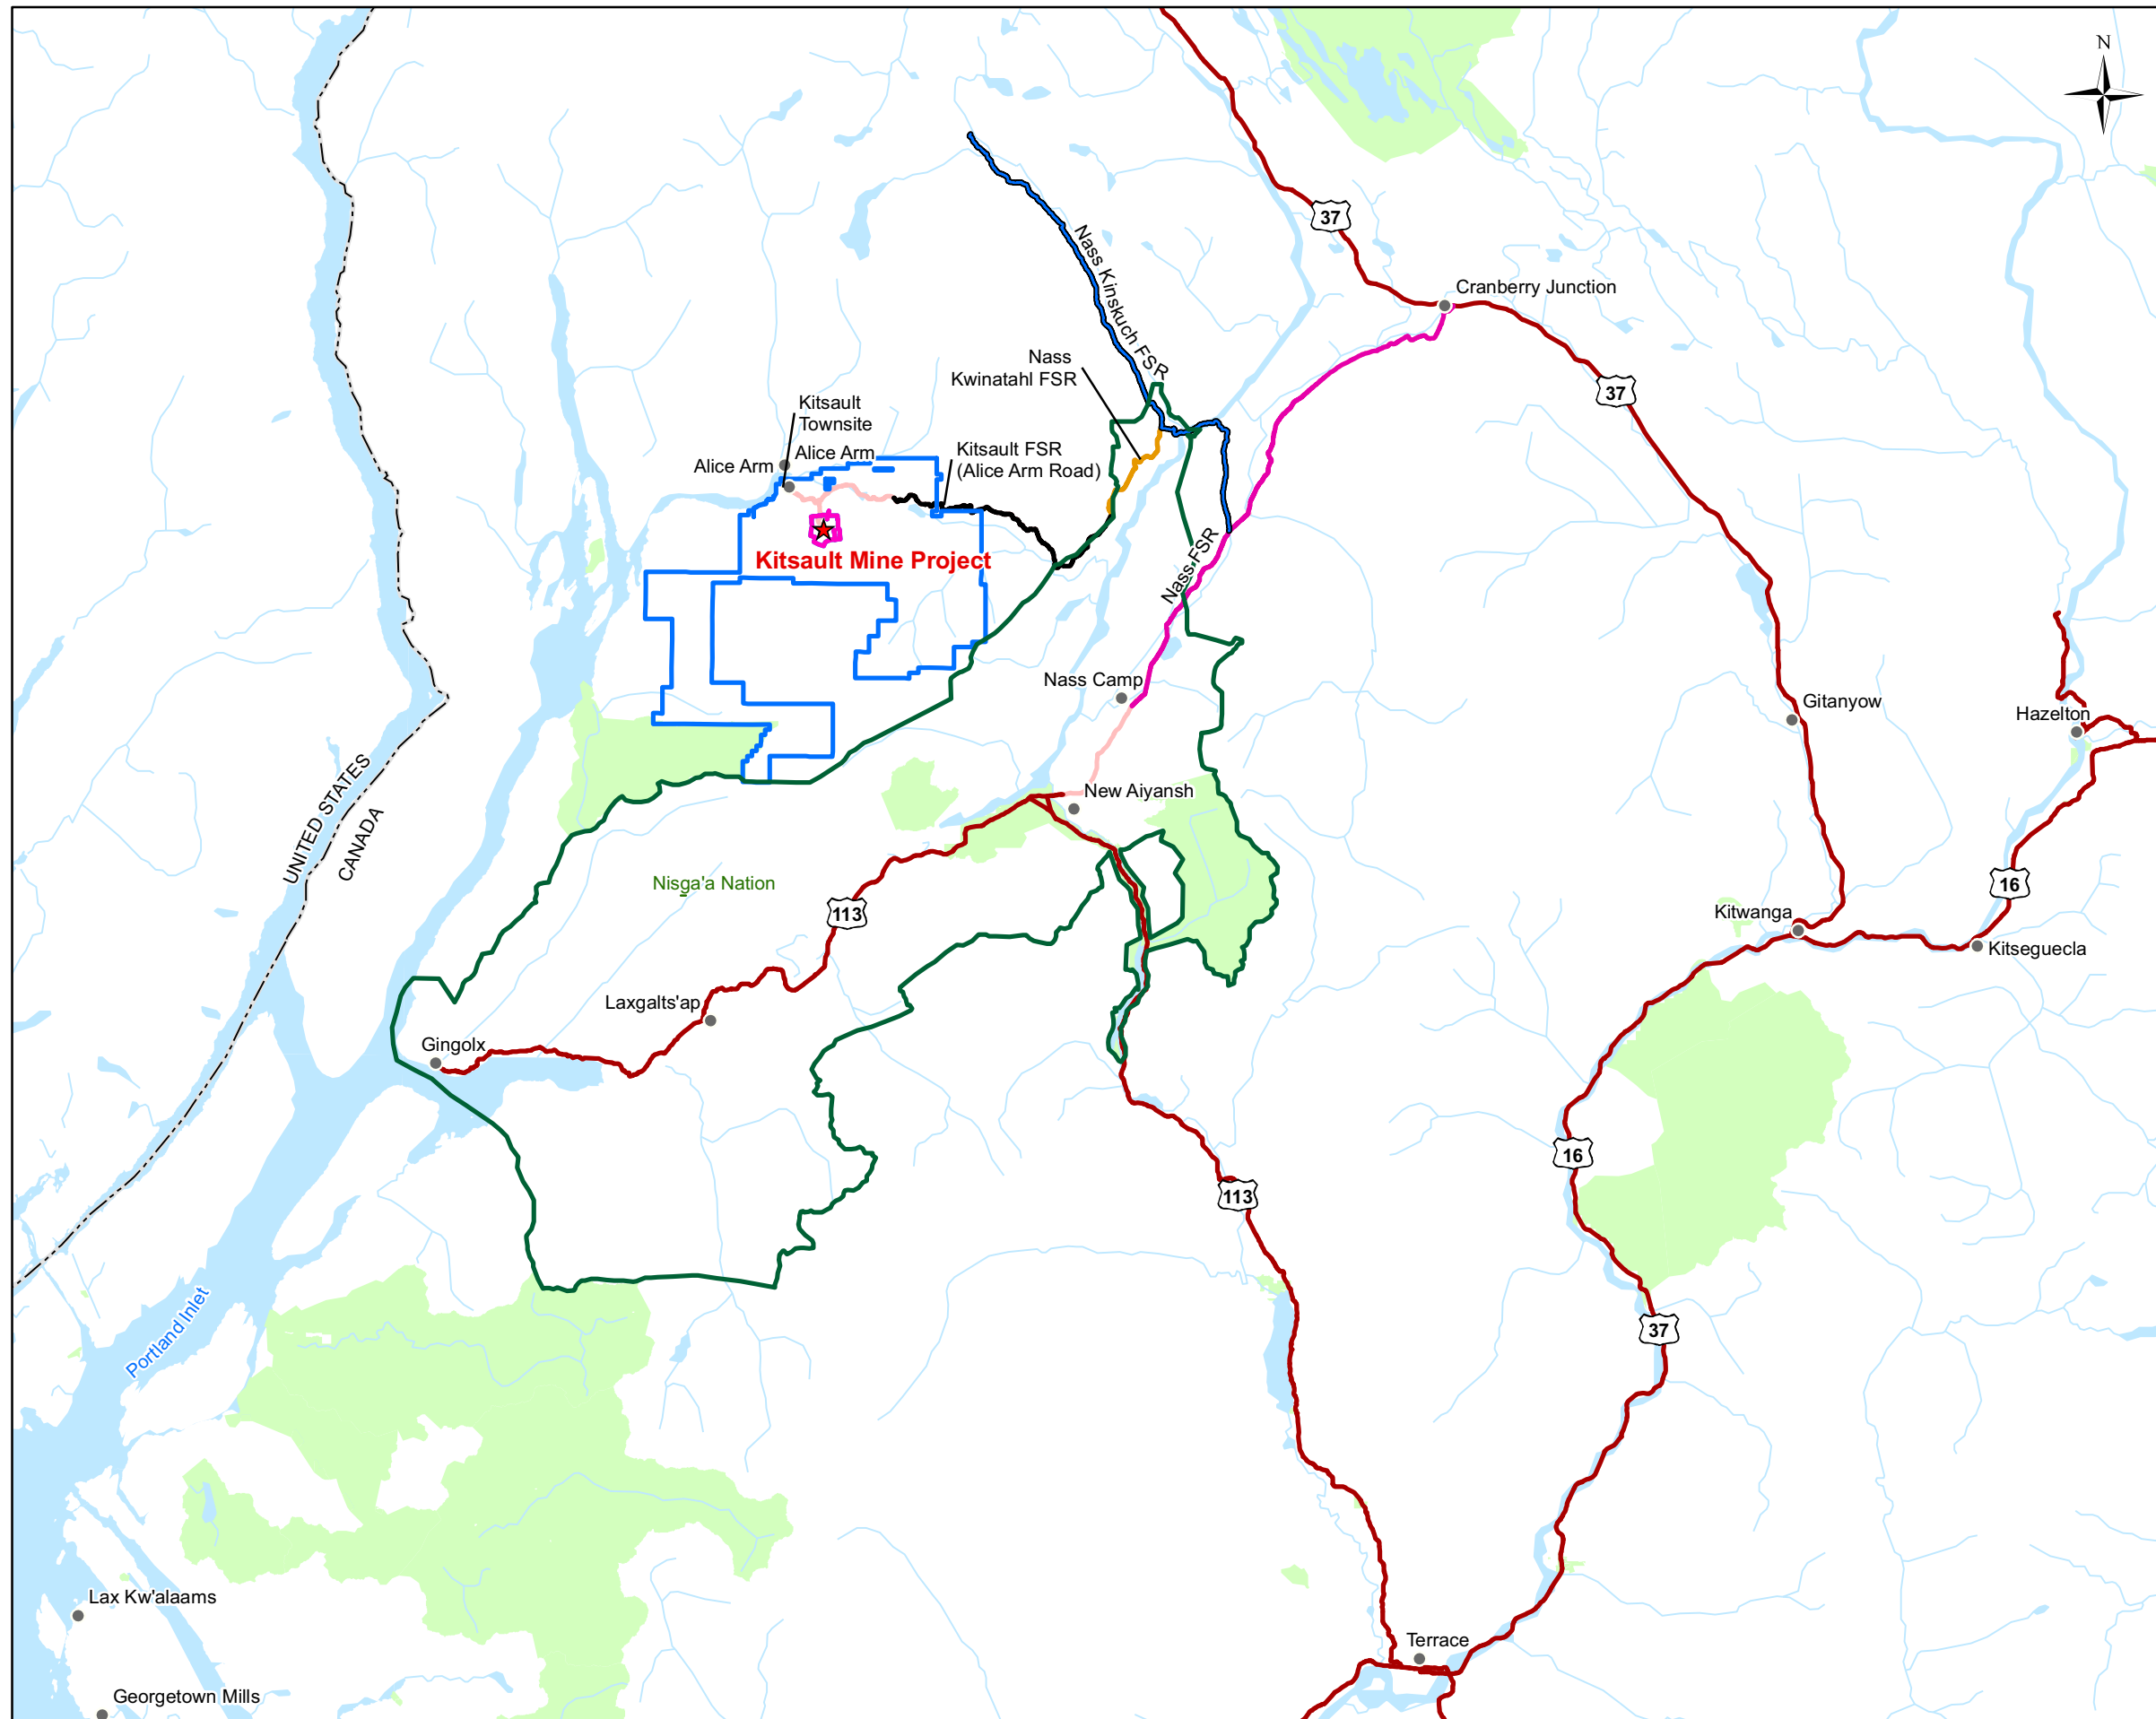 N
37
Cranberry Junction
Nass Kinskuch FSR
Nass
Kwinatahl FSR
37
Kitsault
Townsite
Alice Arm
Alice Arm
Kitsault FSR
(Alice Arm Road)
Kitsault Mine Project
Nass FSR
Nass Camp
Gitanyow
Hazelton
New Aiyansh
UNITED STATES
CANADA
Nisga'a Nation
113
16
Kitwanga
Kitseguecla
Laxgalts'ap
Gingolx
16
113
37
Portland Inlet
Lax Kw'alaams
Terrace
Georgetown Mills